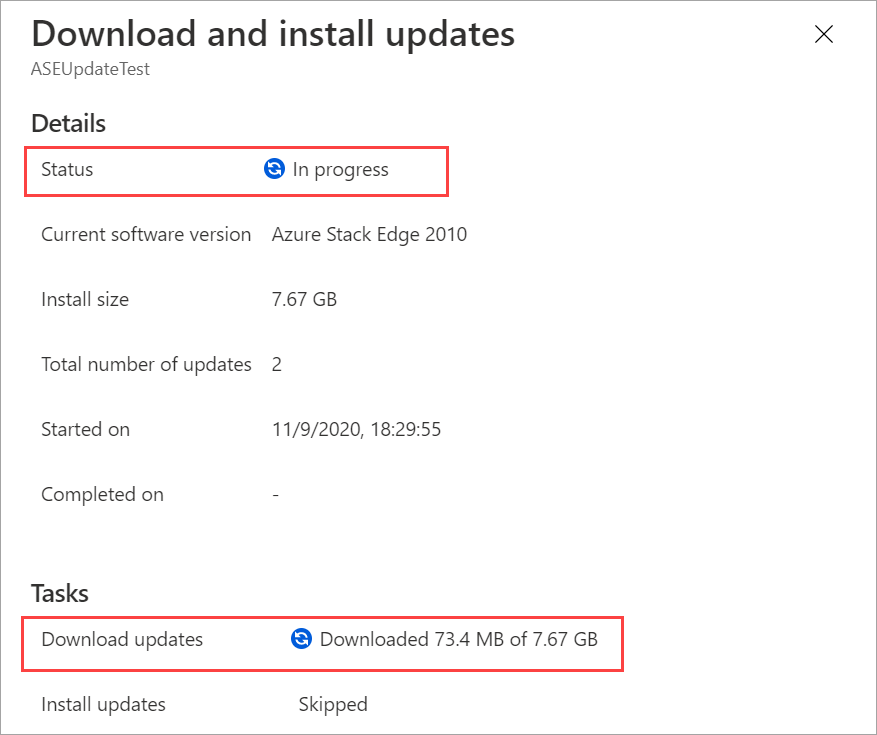 Download and install updates
ASEUpdateTest
Details
Status In progress
Current software version Azure Stack Edge 2010
Install size 7.67 GB
Total number of updates 2
Started on 11/9/2020, 18:29:55
Completed on -
Tasks
Download updates Downloaded 73.4 MB of 7.67 GB
Install updates Skipped